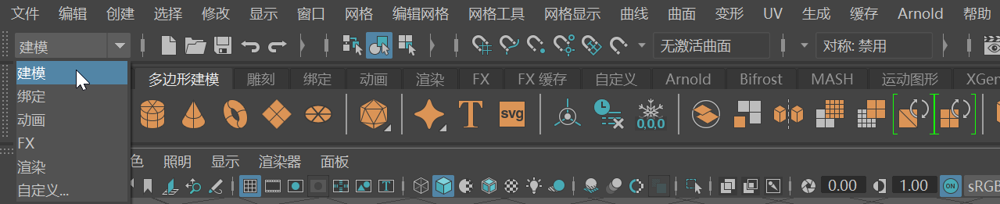 文件 编辑 创建 选择 修改 显示 窗口 网格 编辑网格 网格工具 网格显示 曲线 曲面 变形 UV 生成 缓存 Arnold 帮助
建模 无激活曲面 对称: 禁用
建模
绑定
动画
FX
渲染
自定义...
多边形建模 雕刻 绑定 动画 渲染 FX FX 缓存 自定义 Arnold Bifrost MASH 运动图形 XGen
T svg 0,0,0
色 照明 显示 渲染器 面板
T 0.00 1.00 ON sRGB